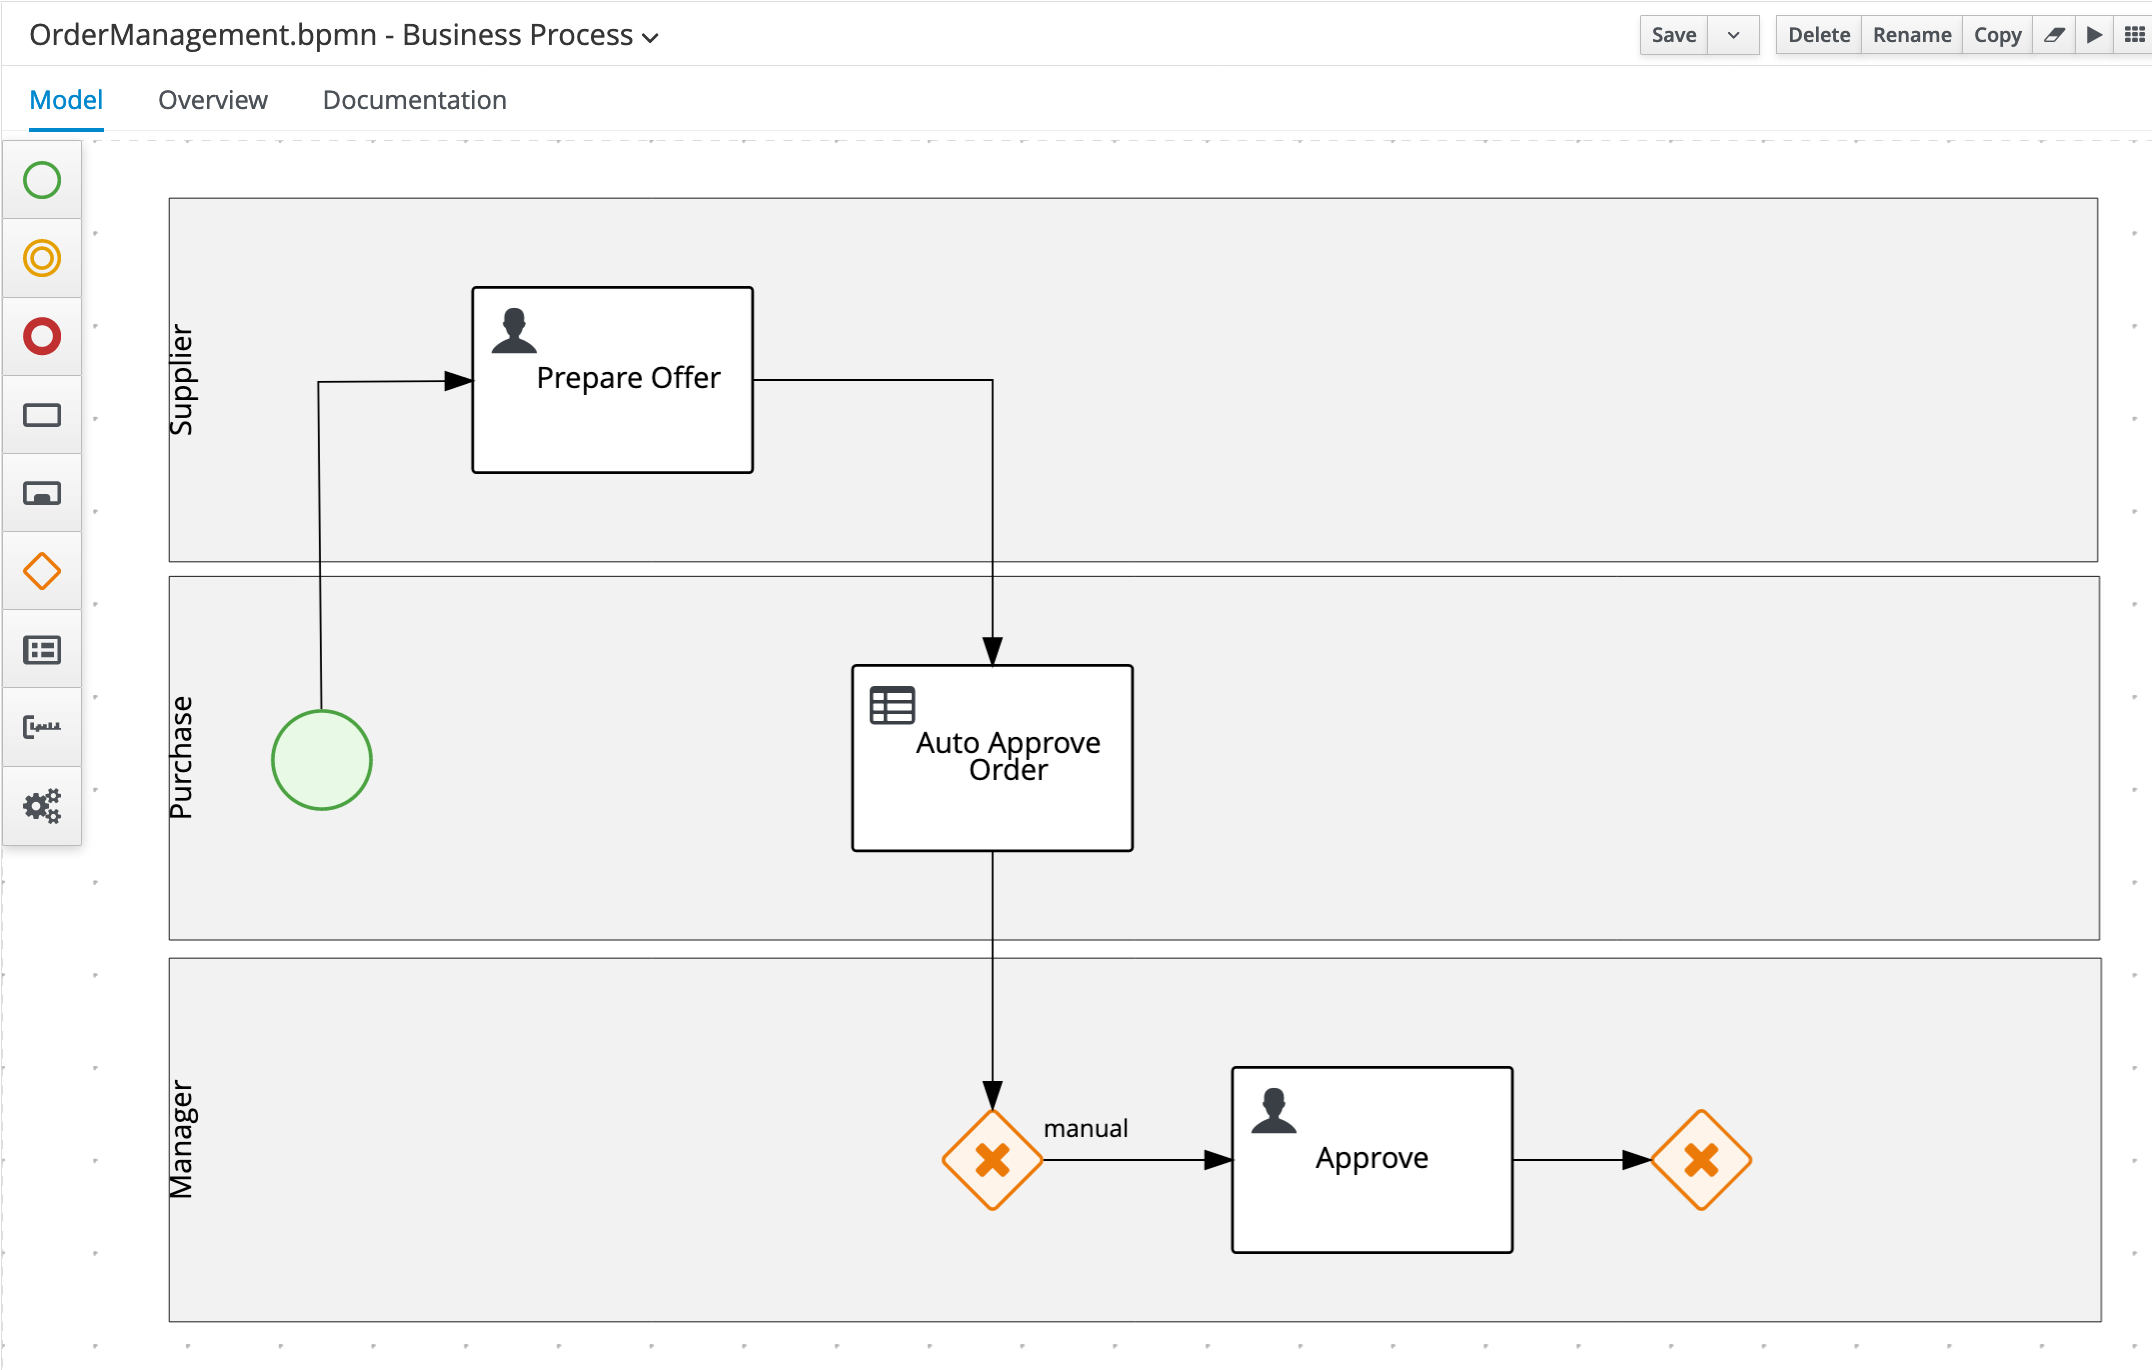 OrderManagement.bpmn - Business Process
Save
Delete
Rename
Copy
Model
Overview
Documentation
Supplier
Prepare Offer
Purchase
Auto Approve
Order
Manager
manual
Approve